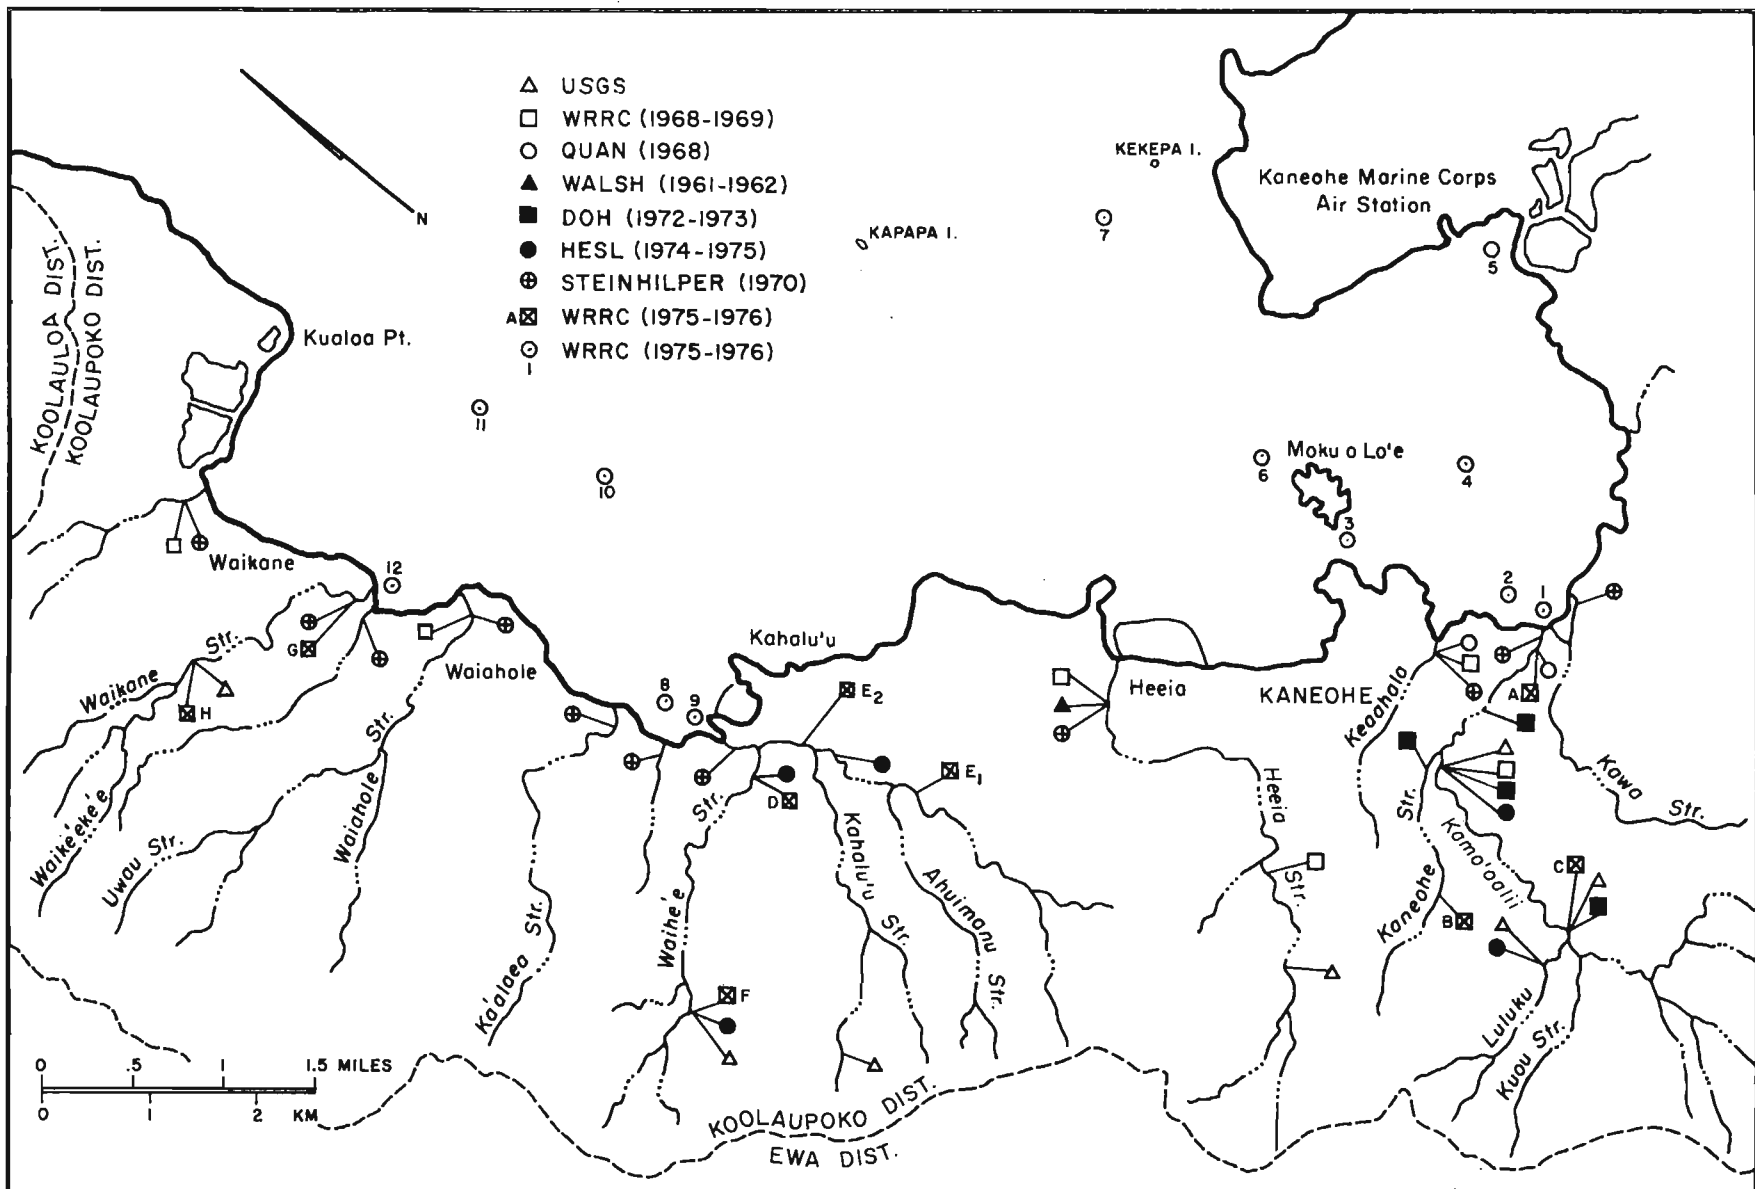 USGS
WRRC (1968-1969)
QUAN (1968)
WALSH (1961-1962)
DOH (1972-1973)
HESL (1974-1975)
STEINHILPER (1970)
A WRRC (1975-1976)
1 WRRC (1975-1976)
N
KEKEPA I.
KAPAPA I.
Kaneohe Marine Corps
Air Station
7
5
KOOLAULOA DIST.
KOOLAUPOKO DIST.
Kualoa Pt.
11
10
6
Moku o Lo'e
4
3
Waikane
12
2
1
Kahalu'u
Waiahole
G
Waikane Str.
H
8
9
E2
Heeia
KANEOHE
Keaahala
A
E1
D
Waike'eke'e
Uwau Str.
Waiahole Str.
Ka'alaea Str.
Waihe'e Str.
Kahalu'u Str.
Ahuimanu Str.
Heeia Str.
Kaneohe Str.
Kamo'oalii
Kawa Str.
C
B
F
Luluku
Kuou Str.
0 .5 1 1.5 MILES
0 1 2 KM
KOOLAUPOKO DIST.
EWA DIST.